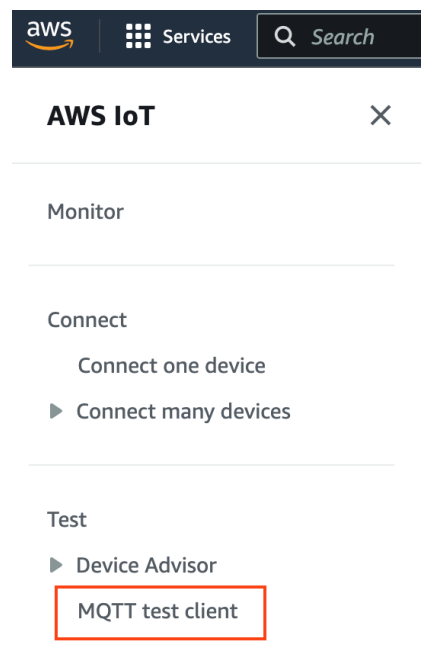 aws Services Search
AWS IoT
Monitor
Connect
Connect one device
Connect many devices
Test
Device Advisor
MQTT test client